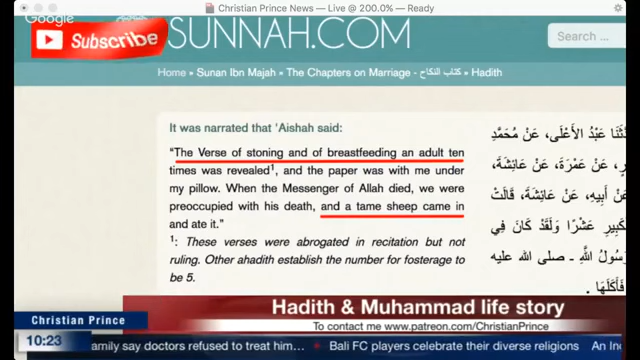 Christian Prince News — Live @ 200.0% — Ready
Google
Subscribe
SUNNAH.COM
Search ...
Home » Sunan Ibn Majah » The Chapters on Marriage - كتاب النكاح » Hadith
It was narrated that 'Aishah said:
"The Verse of stoning and of breastfeeding an adult ten
times was revealed1, and the paper was with me under
my pillow. When the Messenger of Allah died, we were
preoccupied with his death, and a tame sheep came in
and ate it."
1: These verses were abrogated in recitation but not
ruling. Other ahadith establish the number for fosterage to
be 5.
عَبْدُ الأَعْلَى، عَنْ مُحَمَّدِ
عَنْ عَمْرَةَ، عَنْ عَائِشَةَ،
عَنْ أَبِيهِ، عَنْ عَائِشَةَ، قَالَتْ
عَشْرًا وَلَقَدْ كَانَ فِي
رَسُولُ اللَّهِ ـ صلى الله عليه
فَأَكَلَهَا
Hadith & Muhammad life story
Christian Prince
To contact me www.patreon.com/ChristianPrince
10:23
amily say doctors refused to treat him...
Bali FC players celebrate their diverse religions
An In